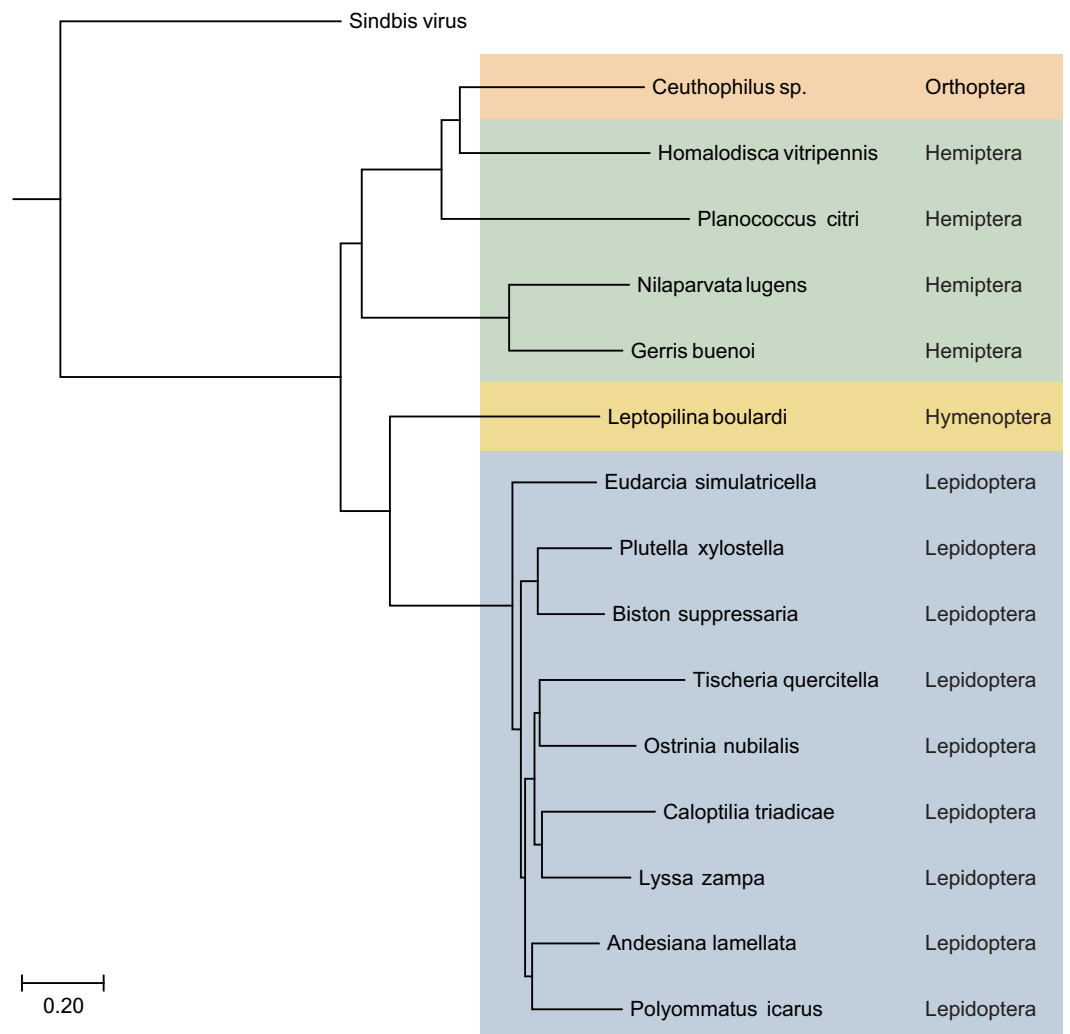 Sindbis virus
Ceuthophilus sp. Orthoptera
Homalodisca vitripennis Hemiptera
Planococcus citri Hemiptera
Nilaparvata lugens Hemiptera
Gerris buenoi Hemiptera
Leptopilina boulardi Hymenoptera
Eudarcia simulatricella Lepidoptera
Plutella xylostella Lepidoptera
Biston suppressaria Lepidoptera
Tischeria quercitella Lepidoptera
Ostrinia nubilalis Lepidoptera
Caloptilia triadicae Lepidoptera
Lyssa zampa Lepidoptera
Andesiana lamellata Lepidoptera
Polyommatus icarus Lepidoptera
0.20